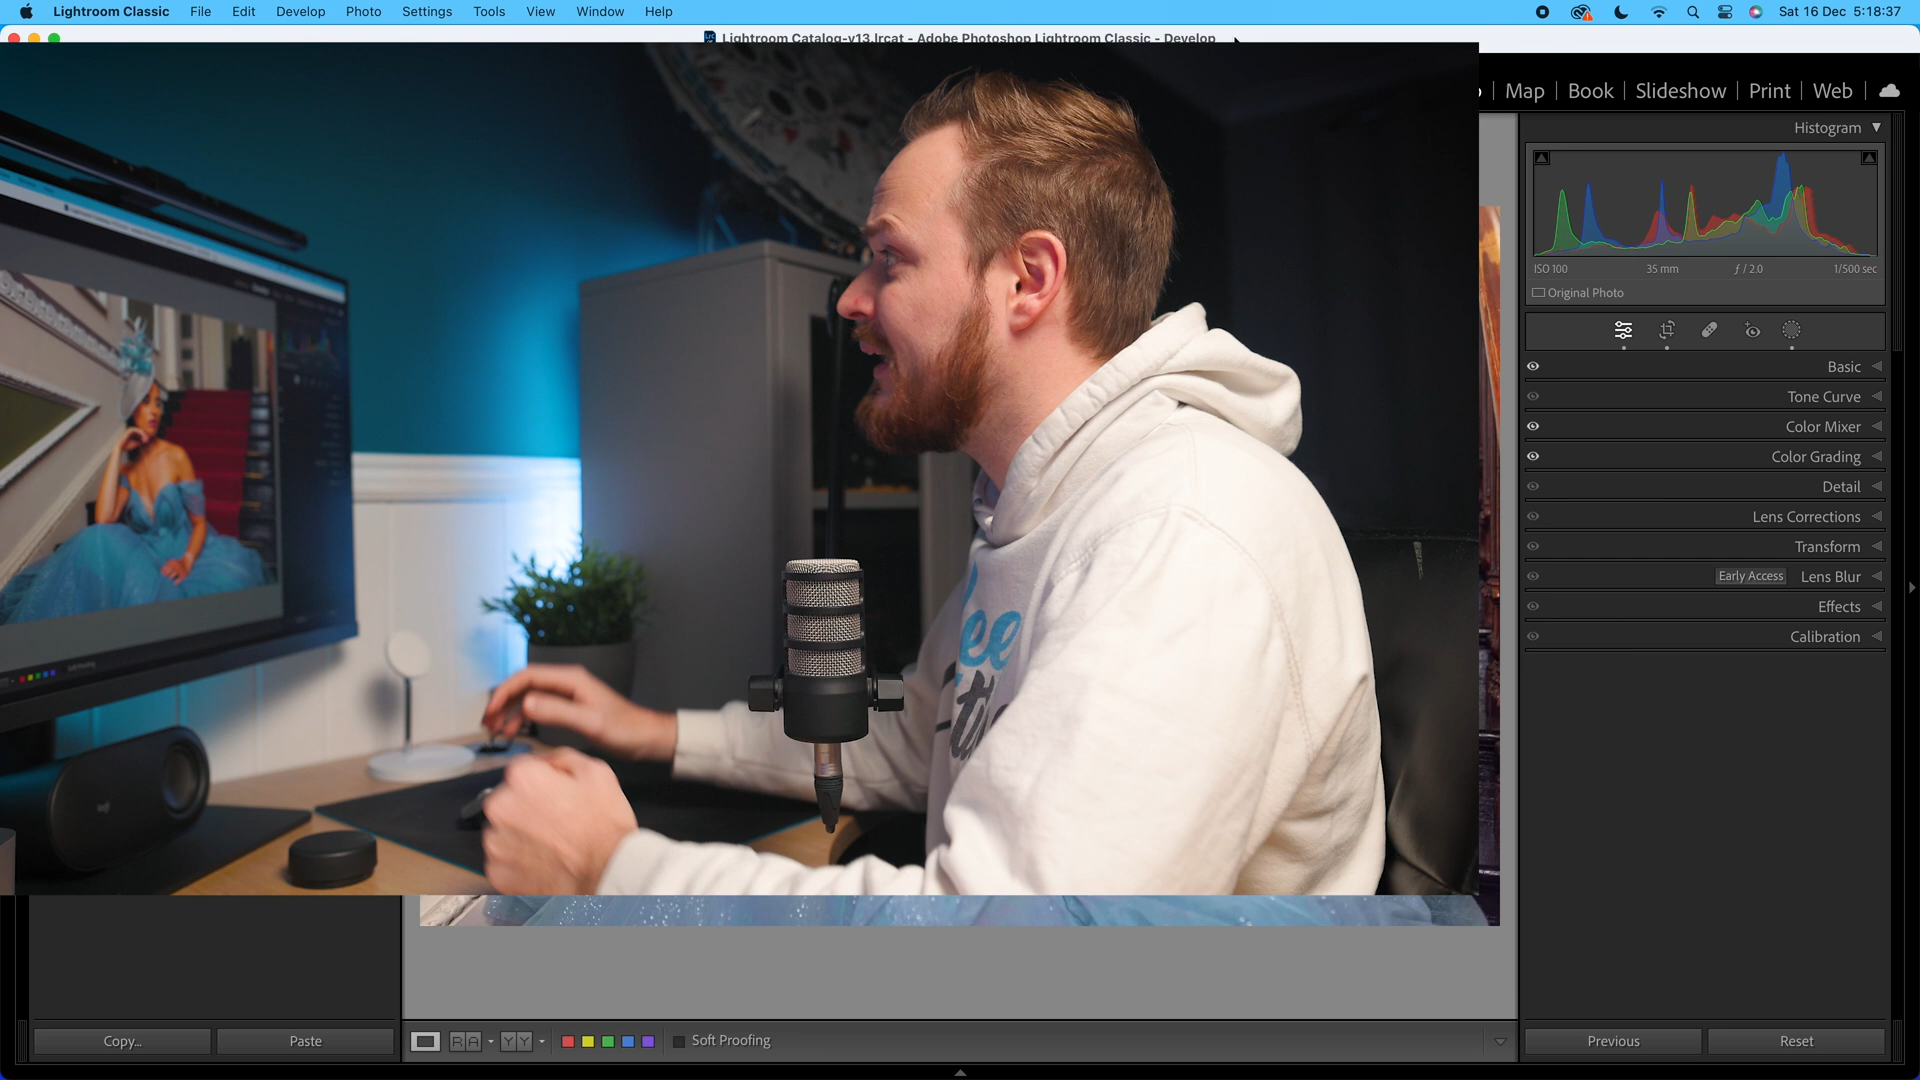 Lightroom Classic File Edit Develop Photo Settings Tools View Window Help Sat 16 Dec 5:18:37
Lightroom Catalog-v13.lrcat - Adobe Photoshop Lightroom Classic - Develop
Map | Book | Slideshow | Print | Web
Histogram
ISO 100 35 mm ƒ / 2.0 1/500 sec
Original Photo
Basic
Tone Curve
Color Mixer
Color Grading
Detail
Lens Corrections
Transform
Early Access Lens Blur
Effects
Calibration
Copy... Paste R A Y Y Soft Proofing Previous Reset